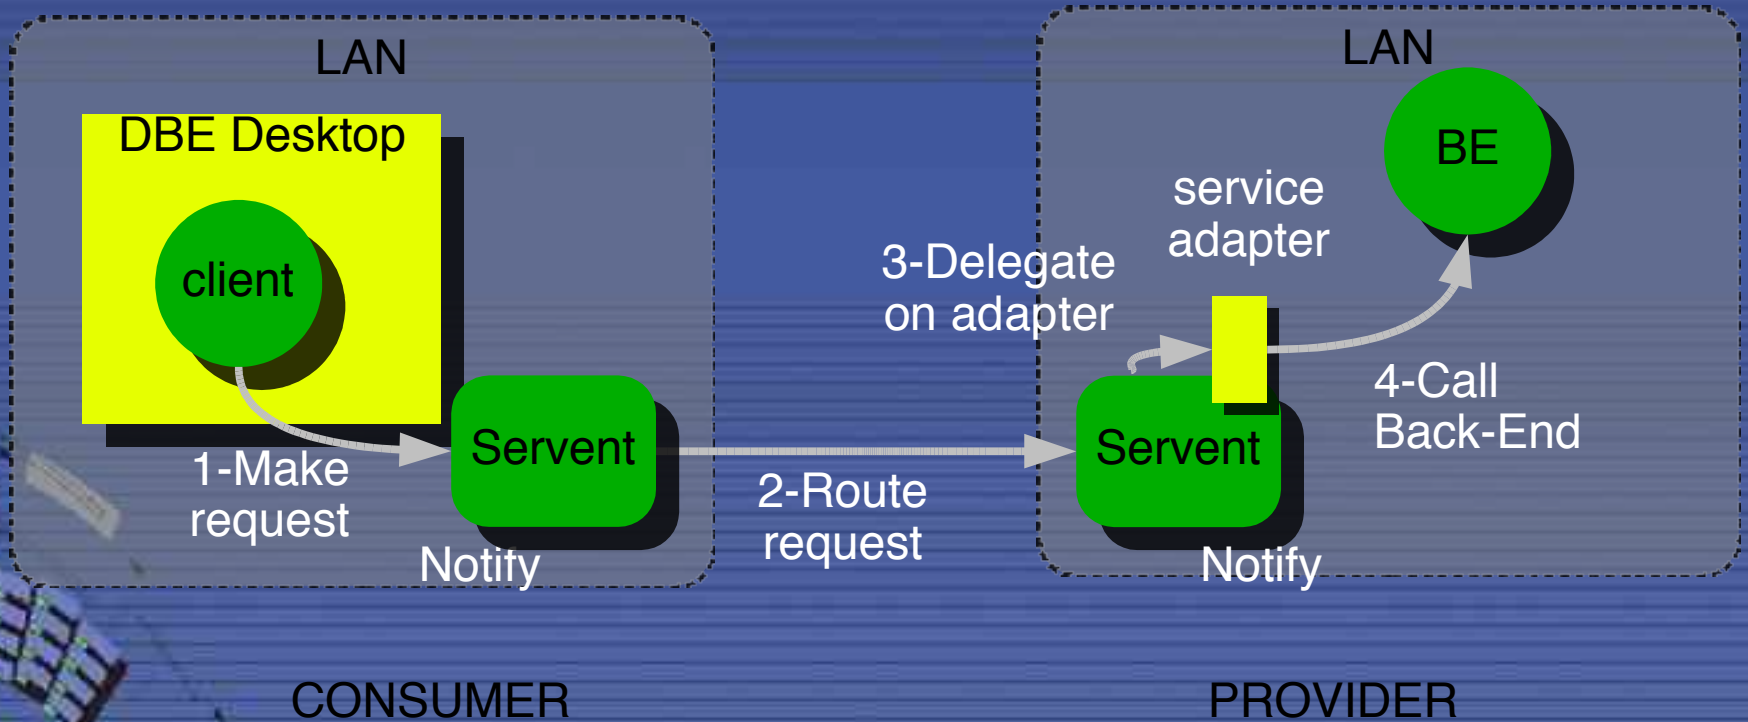 LAN
DBE Desktop
client
Servent
1-Make
request
Notify
2-Route
request
CONSUMER
LAN
BE
service
adapter
3-Delegate
on adapter
4-Call
Back-End
Servent
Notify
PROVIDER